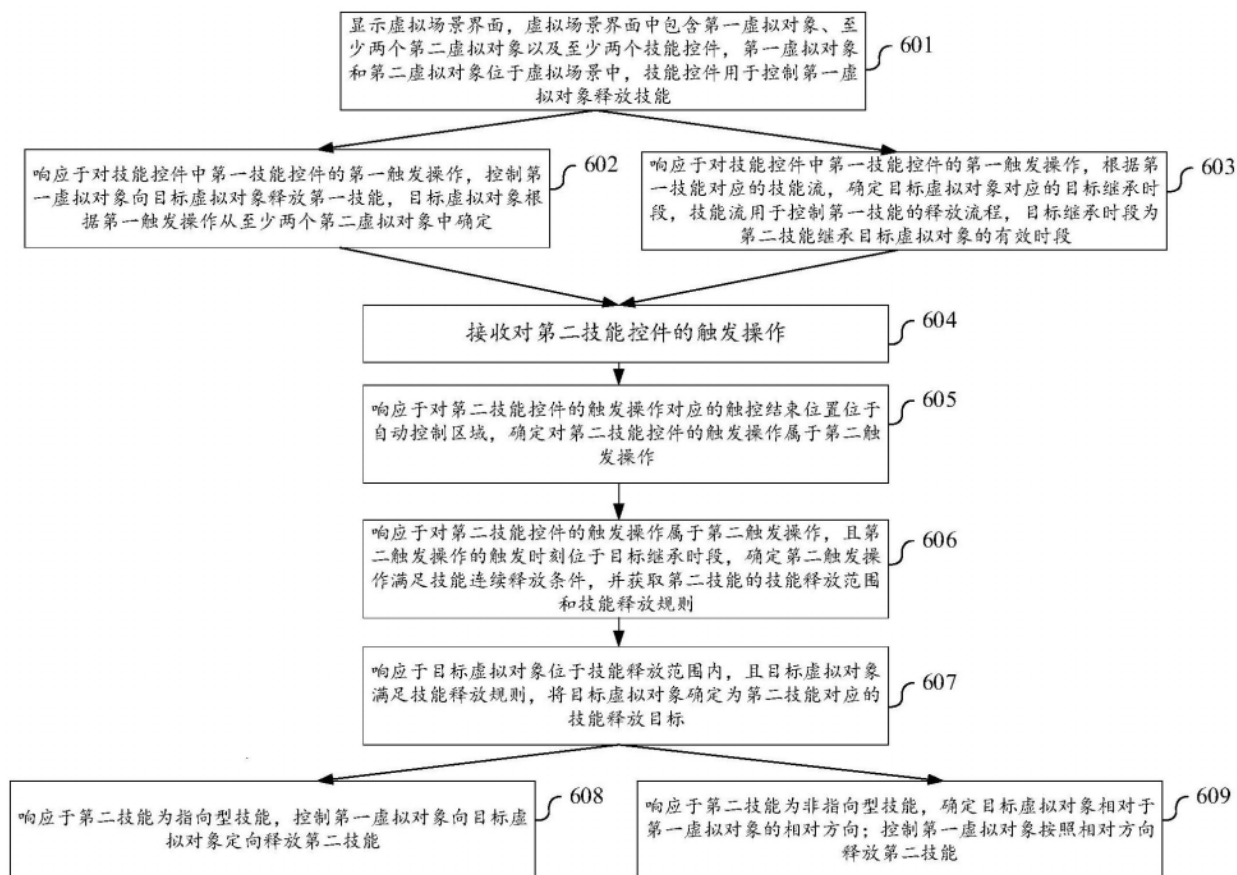 显示虚拟场景界面，虚拟场景界面中包含第一虚拟对象、至
少两个第二虚拟对象以及至少两个技能控件，第一虚拟对象
和第二虚拟对象位于虚拟场景中，技能控件用于控制第一虚
拟对象释放技能
601
响应于对技能控件中第一技能控件的第一触发操作，控制第
一虚拟对象向目标虚拟对象释放第一技能，目标虚拟对象根
据第一触发操作从至少两个第二虚拟对象中确定
602
响应于对技能控件中第一技能控件的第一触发操作，根据第
一技能对应的技能流，确定目标虚拟对象对应的目标继承时
段，技能流用于控制第一技能的释放流程，目标继承时段为
第二技能继承目标虚拟对象的有效时段
603
接收对第二技能控件的触发操作
604
响应于对第二技能控件的触发操作对应的触控结束位置位于
自动控制区域，确定对第二技能控件的触发操作属于第二触
发操作
605
响应于对第二技能控件的触发操作属于第二触发操作，且第
二触发操作的触发时刻位于目标继承时段，确定第二触发操
作满足技能连续释放条件，并获取第二技能的技能释放范围
和技能释放规则
606
响应于目标虚拟对象位于技能释放范围内，且目标虚拟对象
满足技能释放规则，将目标虚拟对象确定为第二技能对应的
技能释放目标
607
响应于第二技能为指向型技能，控制第一虚拟对象向目标虚
拟对象定向释放第二技能
608
响应于第二技能为非指向型技能，确定目标虚拟对象相对于
第一虚拟对象的相对方向；控制第一虚拟对象按照相对方向
释放第二技能
609